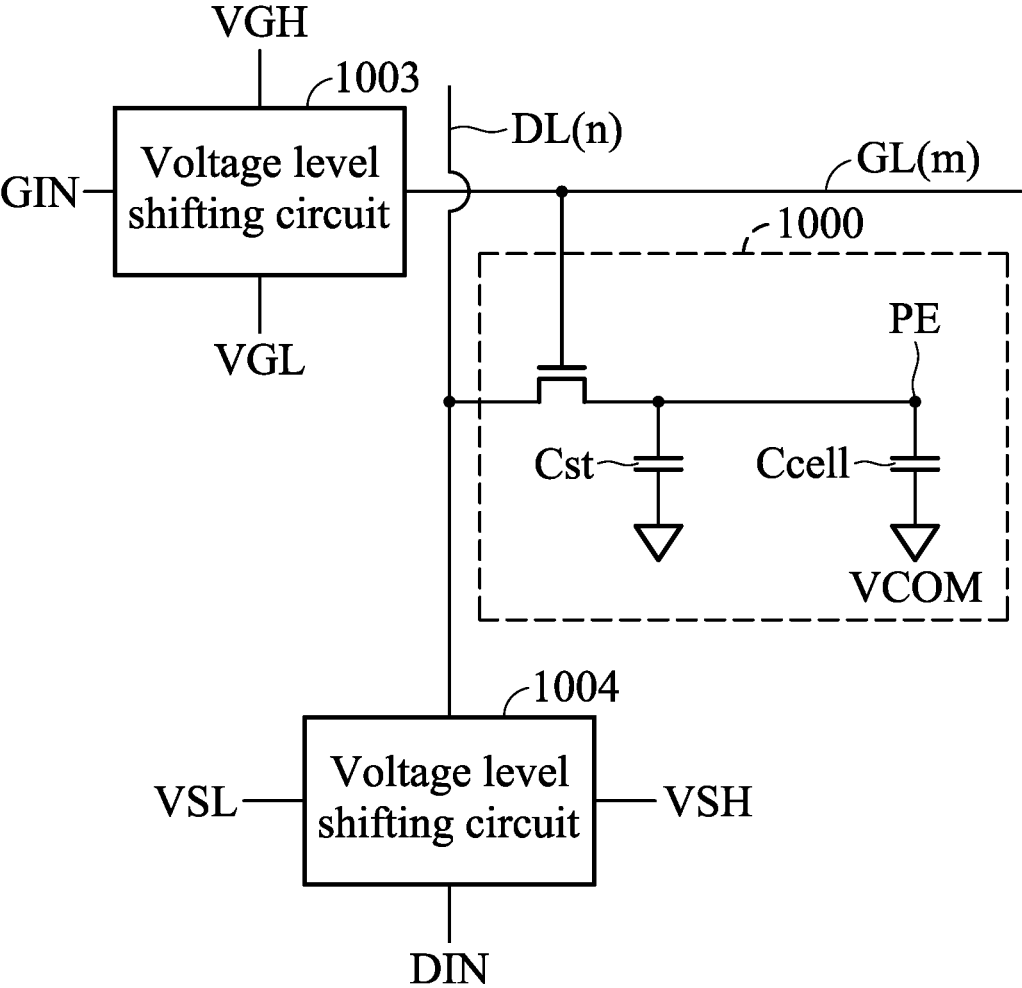 VGH
1003
DL(n)
Voltage level
shifting circuit
GIN
GL(m)
1000
VGL
PE
Cst
Ccell
VCOM
1004
Voltage level
shifting circuit
VSL
VSH
DIN